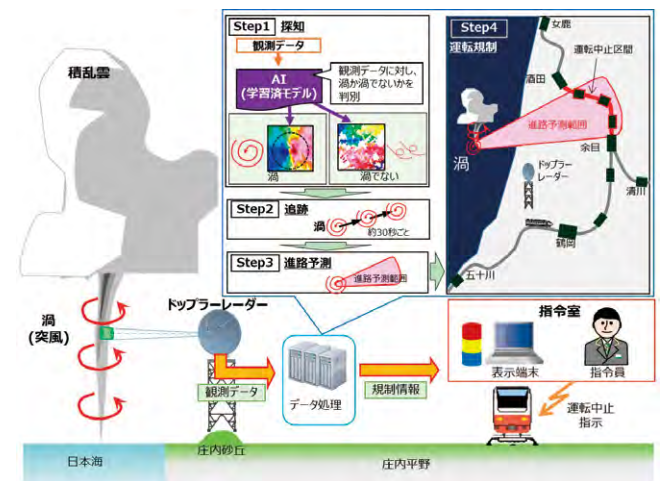 Step1 探知
観測データ
AI
(学習済モデル)
観測データに対し、
渦か渦でないかを
判別
渦
渦でない
Step2 追跡
渦
約30秒ごと
Step3 進路予測
進路予測範囲
Step4
運転規制
女鹿
運転中止区間
酒田
進路予測範囲
渦
余目
ドップラー
レーダー
清川
鶴岡
五十川
積乱雲
渦
(突風)
ドップラーレーダー
観測データ
データ処理
規制情報
指令室
表示端末
指令員
運転中止
指示
日本海
庄内砂丘
庄内平野